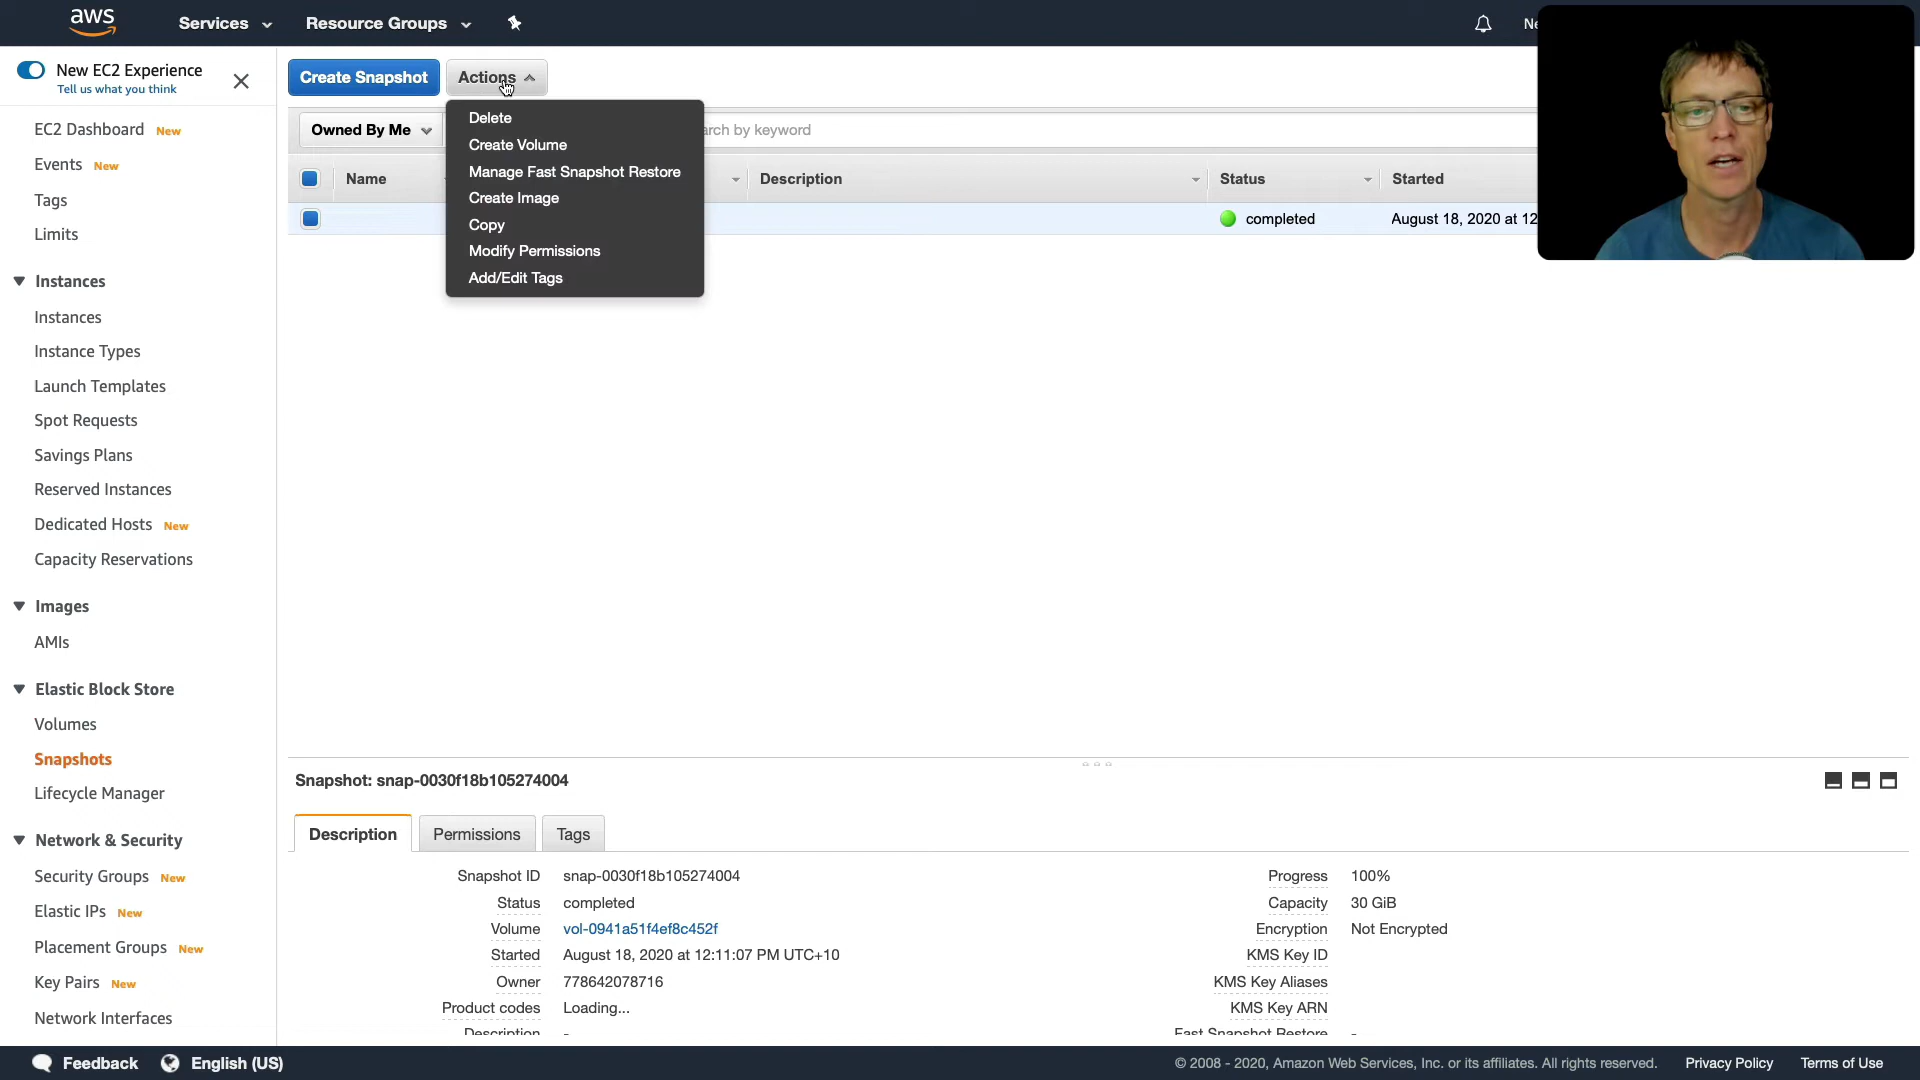 aws
Services
Resource Groups
New EC2 Experience
Tell us what you think
EC2 Dashboard New
Events New
Tags
Limits
Instances
Instances
Instance Types
Launch Templates
Spot Requests
Savings Plans
Reserved Instances
Dedicated Hosts New
Capacity Reservations
Images
AMIs
Elastic Block Store
Volumes
Snapshots
Lifecycle Manager
Network & Security
Security Groups New
Elastic IPs New
Placement Groups New
Key Pairs New
Network Interfaces
Create Snapshot
Actions
Delete
Create Volume
Manage Fast Snapshot Restore
Create Image
Copy
Modify Permissions
Add/Edit Tags
Owned By Me
by keyword
Name
Description
Status
Started
completed
August 18, 2020 at 12
Snapshot: snap-0030f18b105274004
Description
Permissions
Tags
Snapshot ID snap-0030f18b105274004
Status completed
Volume vol-0941a51f4ef8c452f
Started August 18, 2020 at 12:11:07 PM UTC+10
Owner 778642078716
Product codes Loading...
Description -
Progress 100%
Capacity 30 GiB
Encryption Not Encrypted
KMS Key ID
KMS Key Aliases
KMS Key ARN
Fast Snapshot Restore -
Feedback
English (US)
© 2008 - 2020, Amazon Web Services, Inc. or its affiliates. All rights reserved.
Privacy Policy
Terms of Use